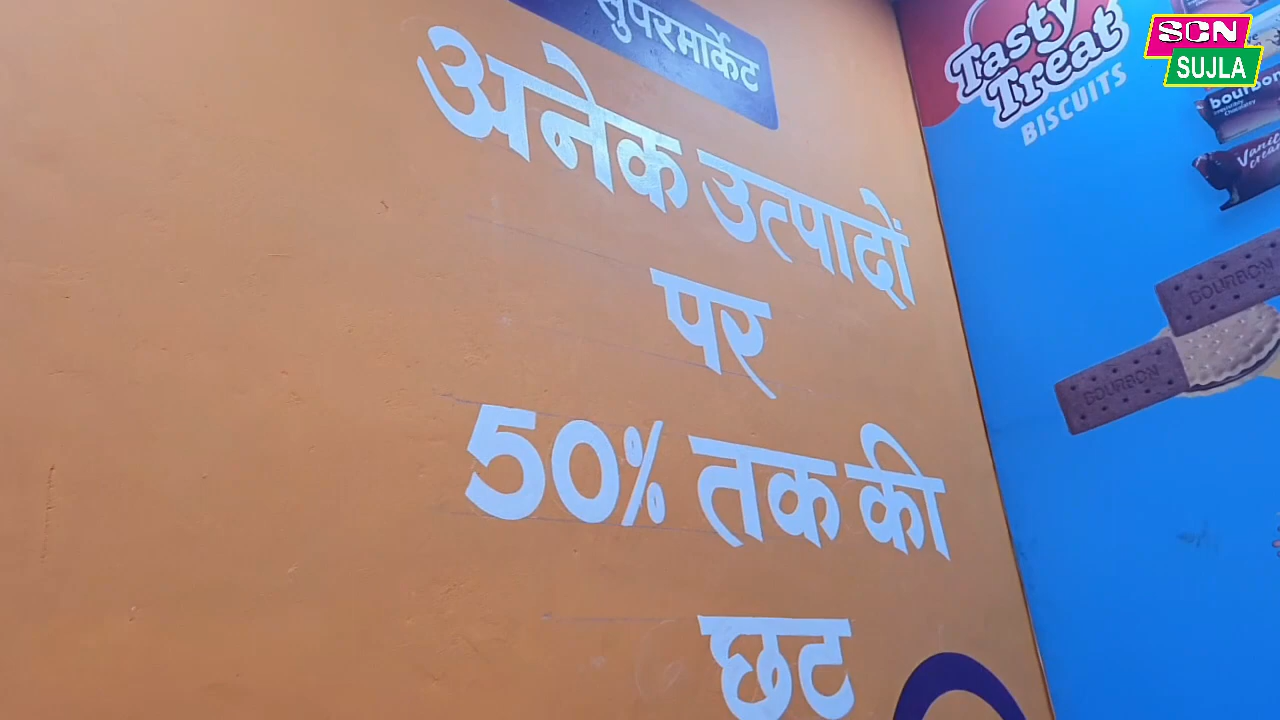 सुपरमार्केट
अनेक उत्पादों
पर
50% तक की
छूट
Tasty
Treat
BISCUITS
SCN
SUJLA
bourbon
BOURBON
BOURBON